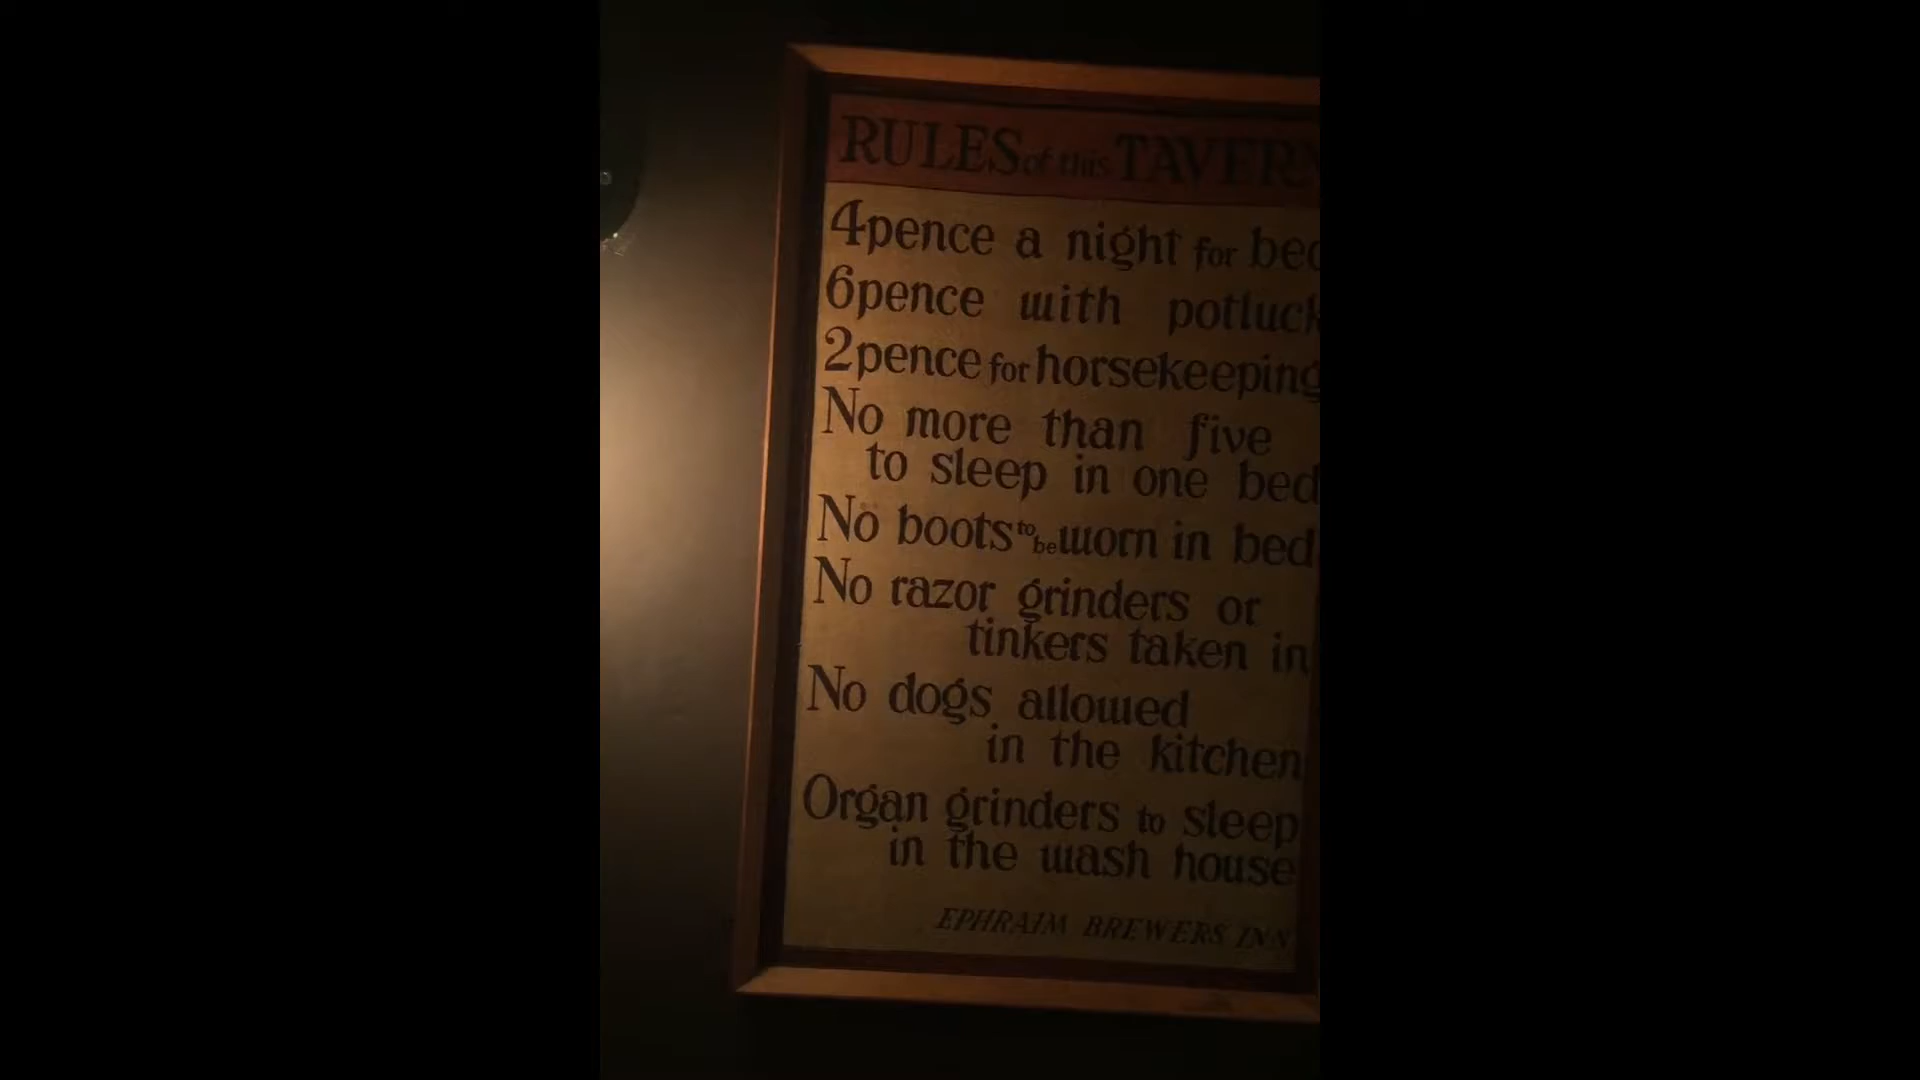 RULES of this TAVERN
4pence a night for bed
6pence with potluck
2pence for horsekeeping
No more than five
to sleep in one bed
No boots to be worn in bed
No razor grinders or
tinkers taken in
No dogs allowed
in the kitchen
Organ grinders to sleep
in the wash house
EPHRAIM BREWERS INN